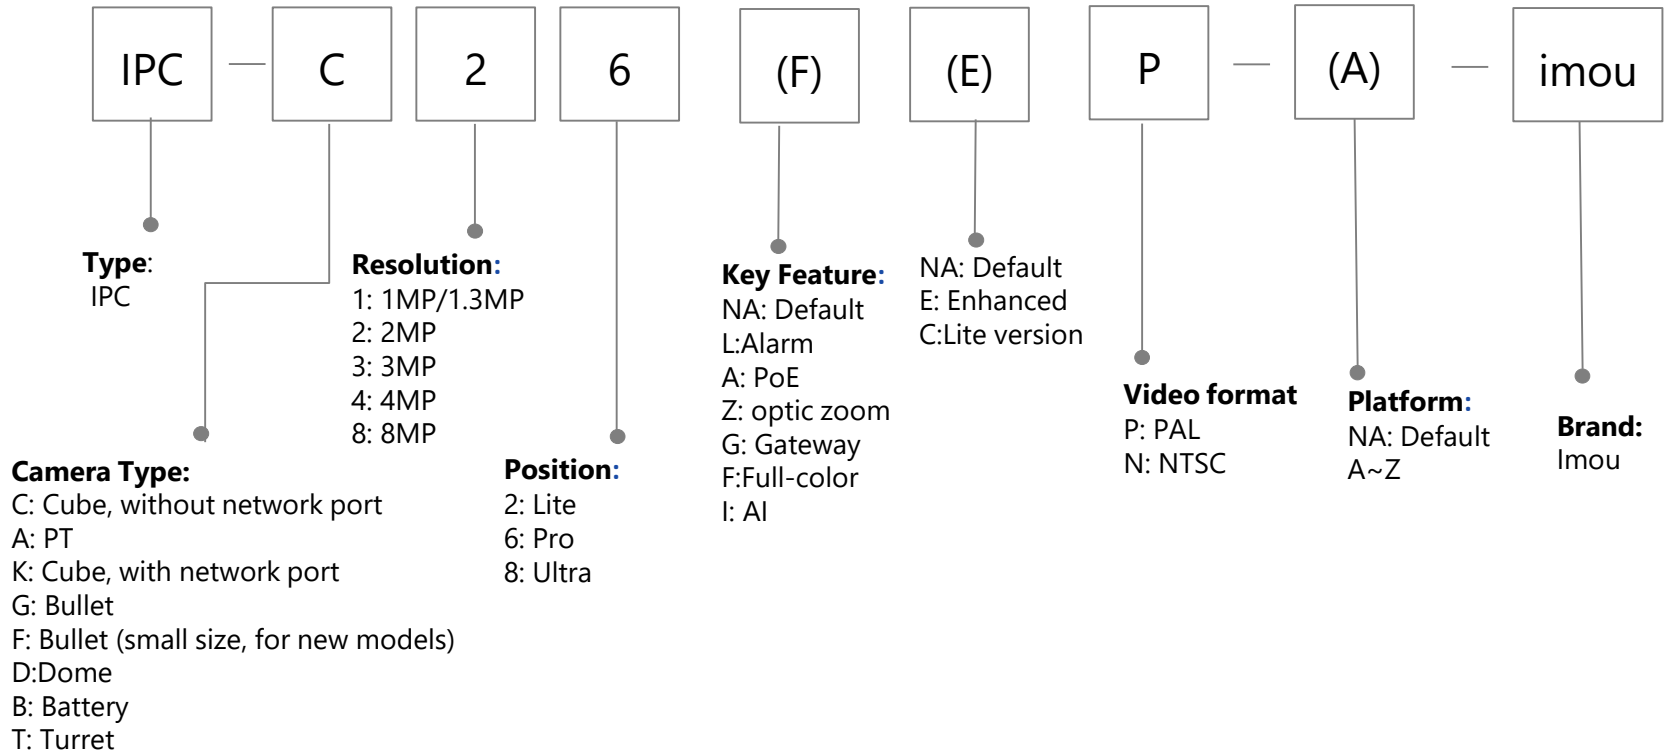 IPC — C 2 6 (F) (E) P — (A) — imou
Type:
IPC
Camera Type:
C: Cube, without network port
A: PT
K: Cube, with network port
G: Bullet
F: Bullet (small size, for new models)
D:Dome
B: Battery
T: Turret
Resolution:
1: 1MP/1.3MP
2: 2MP
3: 3MP
4: 4MP
8: 8MP
Position:
2: Lite
6: Pro
8: Ultra
Key Feature:
NA: Default
L:Alarm
A: PoE
Z: optic zoom
G: Gateway
F:Full-color
I: AI
NA: Default
E: Enhanced
C:Lite version
Video format
P: PAL
N: NTSC
Platform:
NA: Default
A~Z
Brand:
Imou